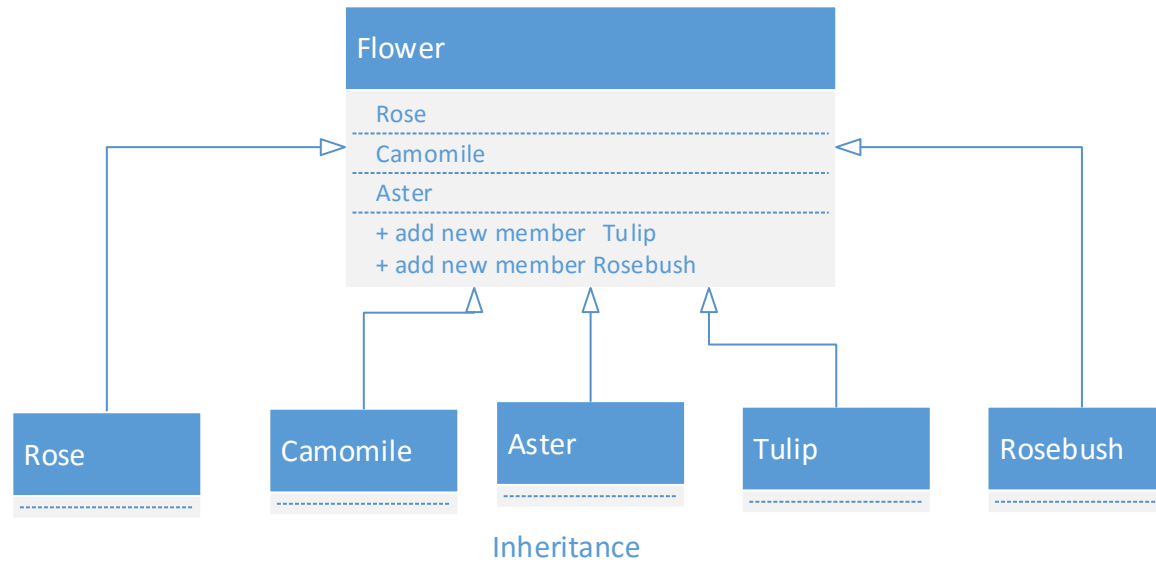 Flower
Rose
Camomile
Aster
+ add new member Tulip
+ add new member Rosebush
Rose
Camomile
Aster
Tulip
Rosebush
Inheritance